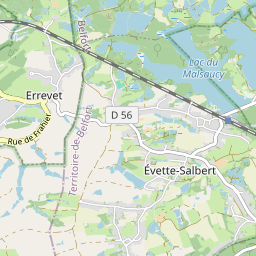 Belfort
Lac du
Malsaucy
Errevet
D 56
Rue de Frahier
Territoire-de-Belfort
Évette-Salbert